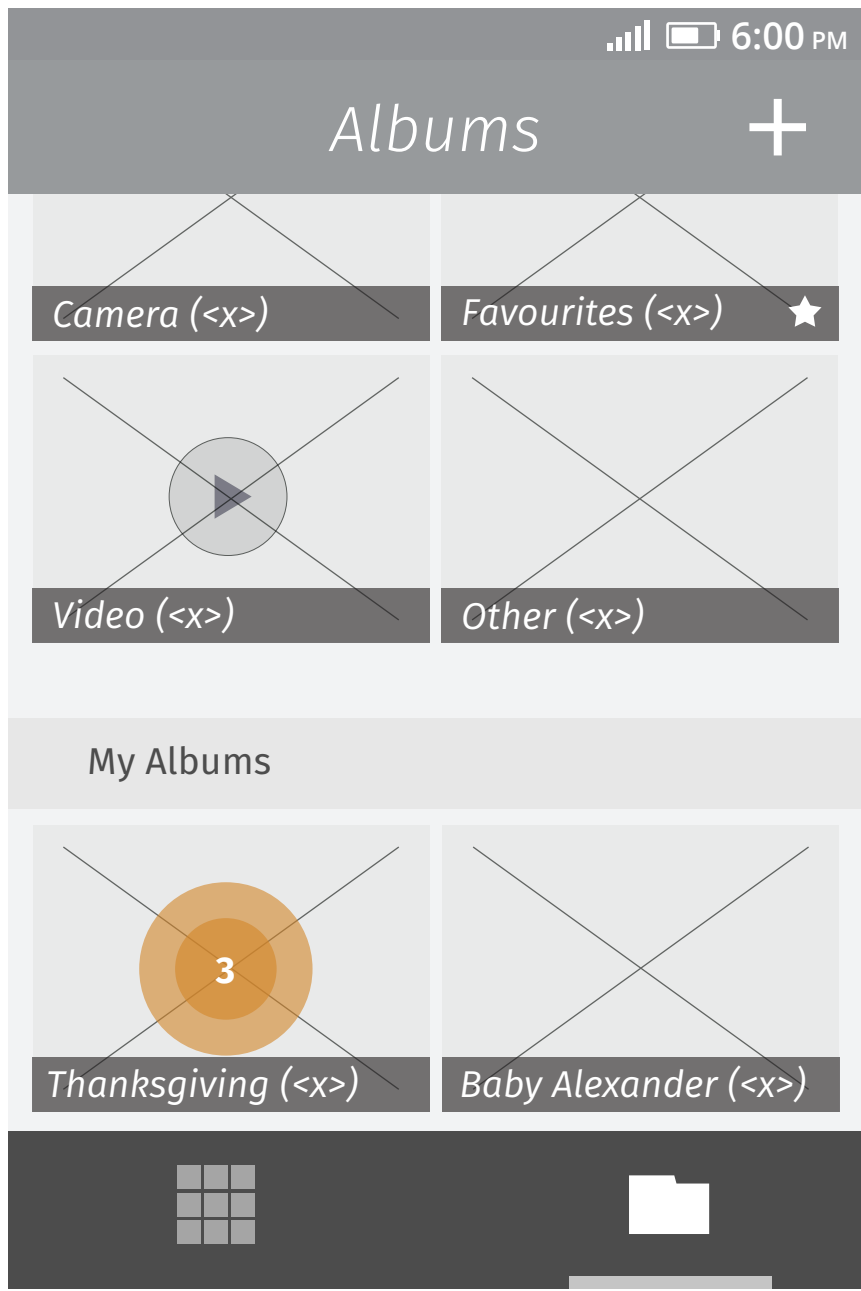 6:00 PM
Albums
Camera (<x>)
Favourites (<x>)
Video (<x>)
Other (<x>)
My Albums
3
Thanksgiving (<x>)
Baby Alexander (<x>)